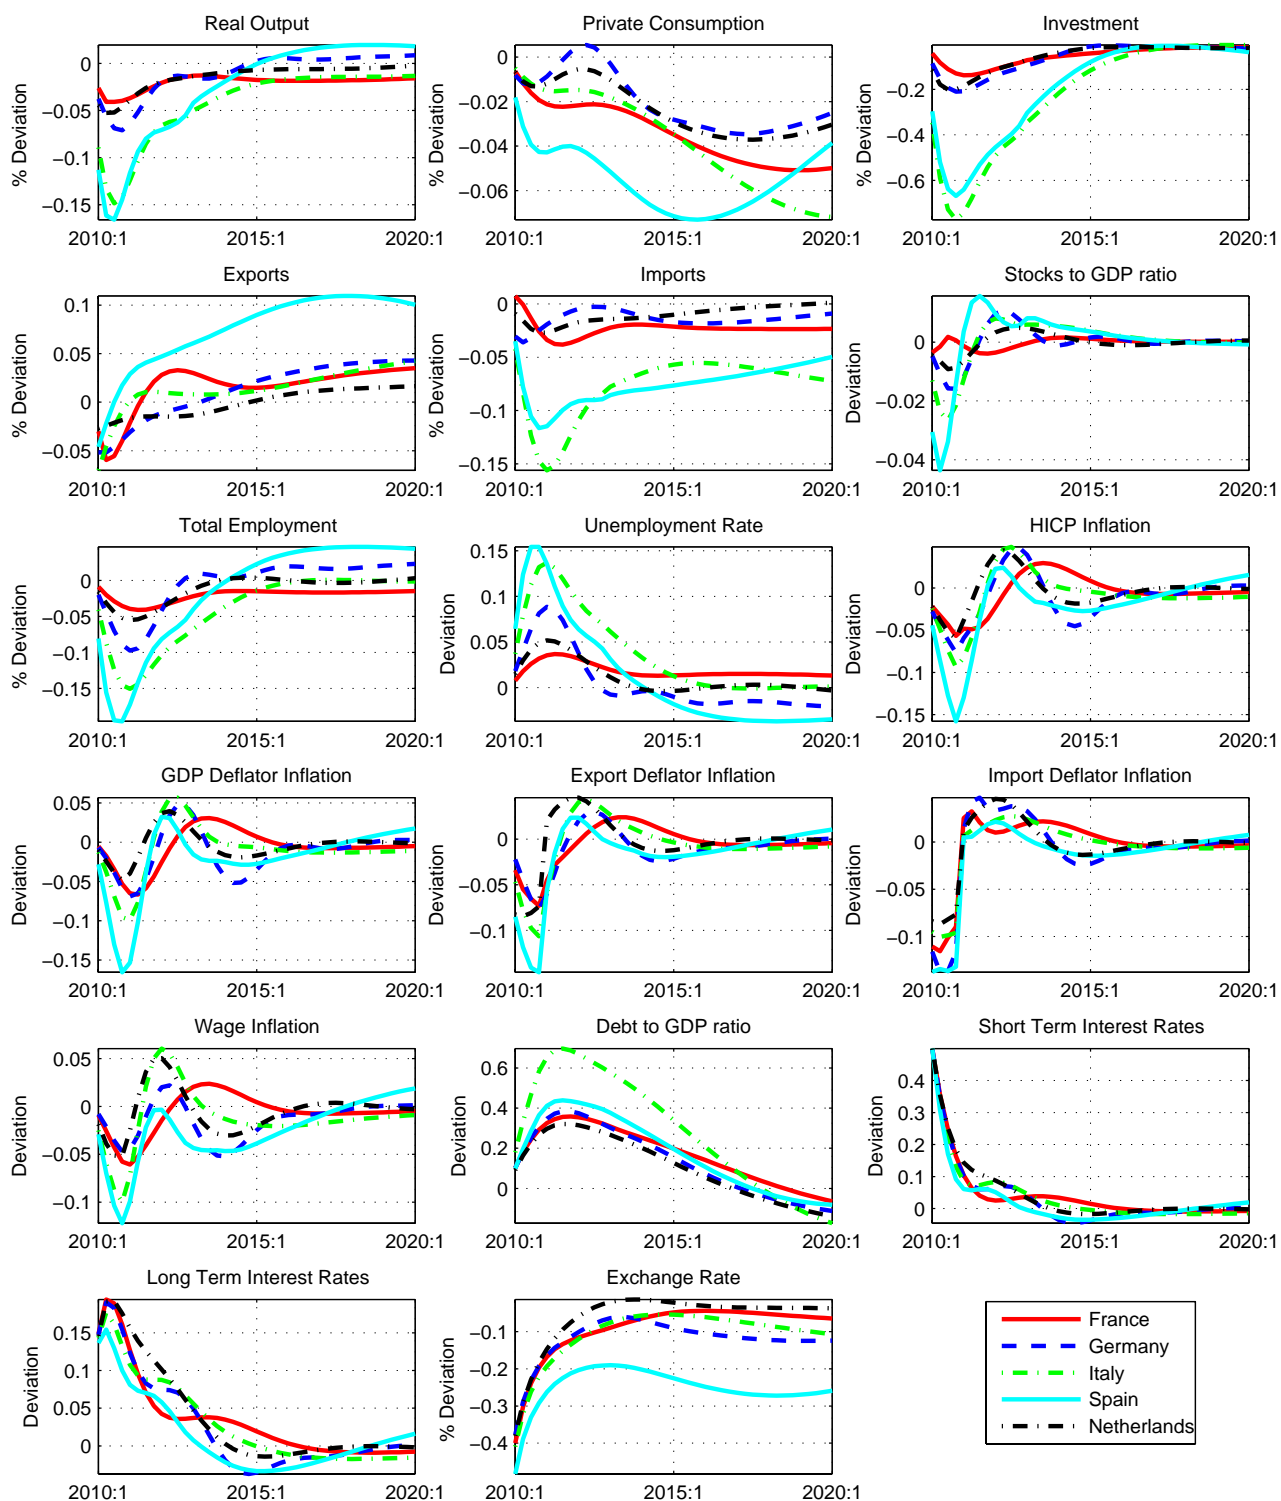 Real Output
% Deviation
0
−0.05
−0.1
−0.15
2010:1 2015:1 2020:1
Private Consumption
% Deviation
0
−0.02
−0.04
−0.06
2010:1 2015:1 2020:1
Investment
% Deviation
−0.2
−0.4
−0.6
2010:1 2015:1 2020:1
Exports
% Deviation
0.1
0.05
0
−0.05
2010:1 2015:1 2020:1
Imports
% Deviation
0
−0.05
−0.1
−0.15
2010:1 2015:1 2020:1
Stocks to GDP ratio
Deviation
0
−0.02
−0.04
2010:1 2015:1 2020:1
Total Employment
% Deviation
0
−0.05
−0.1
−0.15
2010:1 2015:1 2020:1
Unemployment Rate
Deviation
0.15
0.1
0.05
0
2010:1 2015:1 2020:1
HICP Inflation
Deviation
0
−0.05
−0.1
−0.15
2010:1 2015:1 2020:1
GDP Deflator Inflation
Deviation
0.05
0
−0.05
−0.1
−0.15
2010:1 2015:1 2020:1
Export Deflator Inflation
Deviation
0
−0.05
−0.1
2010:1 2015:1 2020:1
Import Deflator Inflation
Deviation
0
−0.05
−0.1
2010:1 2015:1 2020:1
Wage Inflation
Deviation
0.05
0
−0.05
−0.1
2010:1 2015:1 2020:1
Debt to GDP ratio
Deviation
0.6
0.4
0.2
0
2010:1 2015:1 2020:1
Short Term Interest Rates
Deviation
0.4
0.3
0.2
0.1
0
2010:1 2015:1 2020:1
Long Term Interest Rates
Deviation
0.15
0.1
0.05
0
2010:1 2015:1 2020:1
Exchange Rate
% Deviation
−0.1
−0.2
−0.3
−0.4
2010:1 2015:1 2020:1
France
Germany
Italy
Spain
Netherlands